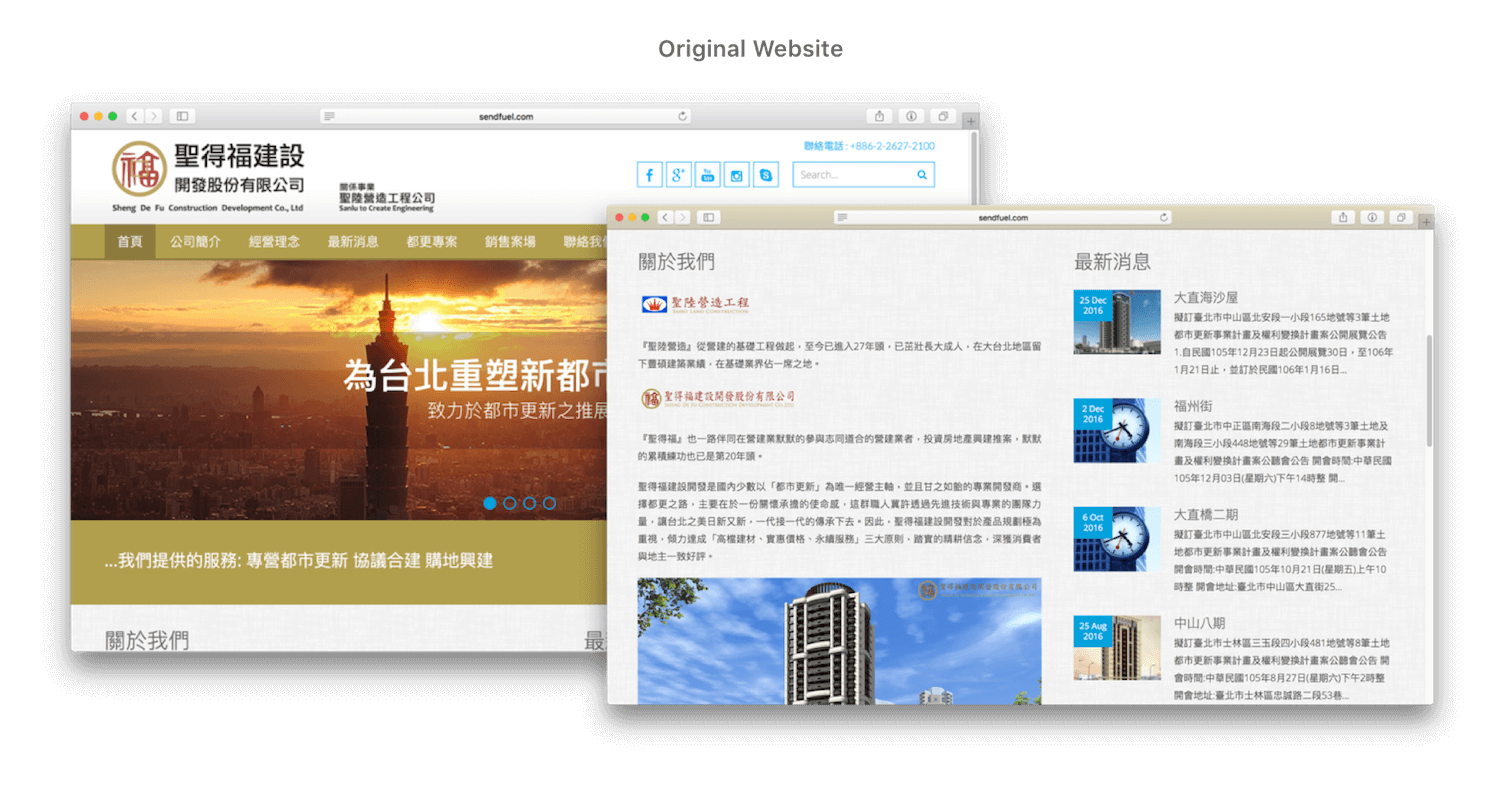 Original Website
sendfuel.com
聖得福建設
開發股份有限公司
Sheng De Fu Construction Development Co., Ltd
關係事業
聖陸營造工程公司
Sanlu to Create Engineering
聯絡電話 : +886-2-2627-2100
Search...
首頁 公司簡介 經營理念 最新消息 都更專案 銷售案場 聯絡我
為台北重塑新都
致力於都市更新之推展
...我們提供的服務: 專營都市更新 協議合建 購地興建
關於我們
最
sendfuel.com
關於我們
聖陸營造工程
SAINT LAND CONSTRUCTION
『聖陸營造』從營建的基礎工程做起，至今已進入27年頭，已茁壯長大成人，在大台北地區留
下豐碩建築業績，在基礎業界佔一席之地。
聖得福建設開發股份有限公司
SHENG DE FU CONSTRUCTION DEVELOPMENT CO.,LTD
『聖得福』也一路伴同在營建業默默的參與志同道合的營建業者，投資房地產興建推案，默默
的累積練功也已是第20年頭。
聖得福建設開發是國內少數以「都市更新」為唯一經營主軸，並且甘之如飴的專業開發商。選
擇都更之路，主要在於一份關懷承擔的使命感，這群職人冀許透過先進技術與專業的團隊力
量，讓台北之美日新又新，一代接一代的傳承下去。因此，聖得福建設開發對於產品規劃極為
重視，傾力達成「高檔建材、實惠價格、永續服務」三大原則，踏實的精耕信念，深獲消費者
與地主一致好評。
聖得福建設開發股份有限公司
最新消息
25 Dec
2016
大直海沙屋
擬訂臺北市中山區北安段一小段165地號等3筆土地
都市更新事業計畫及權利變換計畫案公開展覽公告
1.自民國105年12月23日起公開展覽30日，至106年
1月21日止，並訂於民國106年1月16日...
2 Dec
2016
福州街
擬訂臺北市中正區南海段二小段8地號等3筆土地及
南海段三小段448地號等29筆土地都市更新事業計
畫及權利變換計畫案公聽會公告 開會時間:中華民國
105年12月03日(星期六)下午14時整 開...
6 Oct
2016
大直橋二期
擬訂臺北市中山區北安段三小段877地號等11筆土
地都市更新事業計畫及權利變換計畫案公聽會公告
開會時間:中華民國105年10月21日(星期五)上午10
時整 開會地址:臺北市中山區大直街25...
25 Aug
2016
中山八期
擬訂臺北市士林區三玉段四小段481地號等8筆土地
都市更新事業計畫及權利變換計畫案公聽會公告 開
會時間:中華民國105年8月27日(星期六)下午2時整
開會地址:臺北市士林區忠誠路二段53巷...